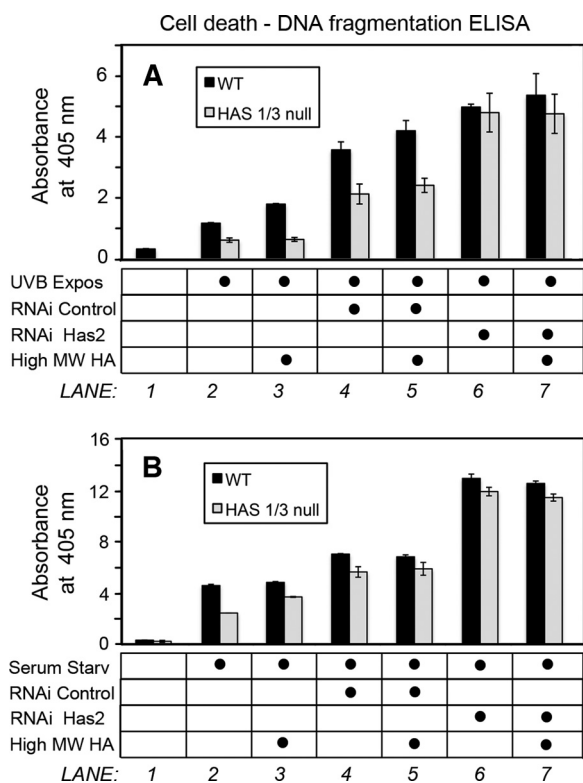 Cell death - DNA fragmentation ELISA
A
WT
HAS 1/3 null
Absorbance
at 405 nm
6
4
2
0
UVB Expos
RNAi Control
RNAi Has2
High MW HA
LANE: 1 2 3 4 5 6 7
B
WT
HAS 1/3 null
Absorbance
at 405 nm
16
12
8
4
0
Serum Starv
RNAi Control
RNAi Has2
High MW HA
LANE: 1 2 3 4 5 6 7